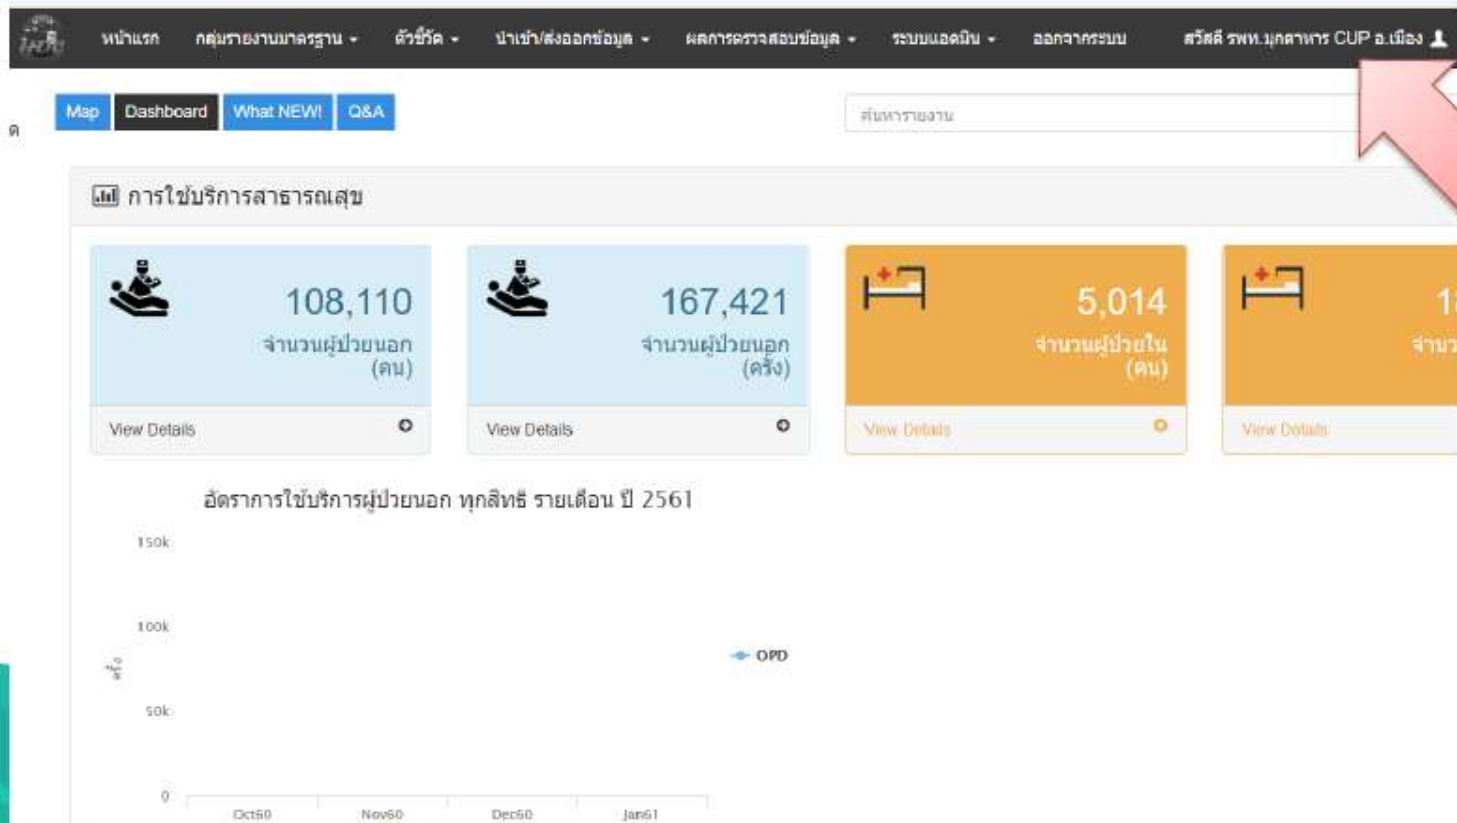 หน้าแรก กลุ่มรายงานมาตรฐาน ตัวชี้วัด นำเข้า/ส่งออกข้อมูล ผลการตรวจสอบข้อมูล ระบบแอดมิน ออกจากระบบ สวัสดี รพท.มุกดาหาร CUP อ.เมือง
Map Dashboard What NEW! Q&A ค้นหารายงาน
ด
การใช้บริการสาธารณสุข
108,110 167,421 5,014
จำนวนผู้ป่วยนอก จำนวนผู้ป่วยนอก จำนวนผู้ป่วยใน
(คน) (ครั้ง) (คน)
View Details View Details View Details View Details
อัตราการใช้บริการผู้ป่วยนอก ทุกสิทธิ รายเดือน ปี 2561
150k
100k
OPD
ครั้ง
50k
0
Oct60 Nov60 Dec60 Jan61